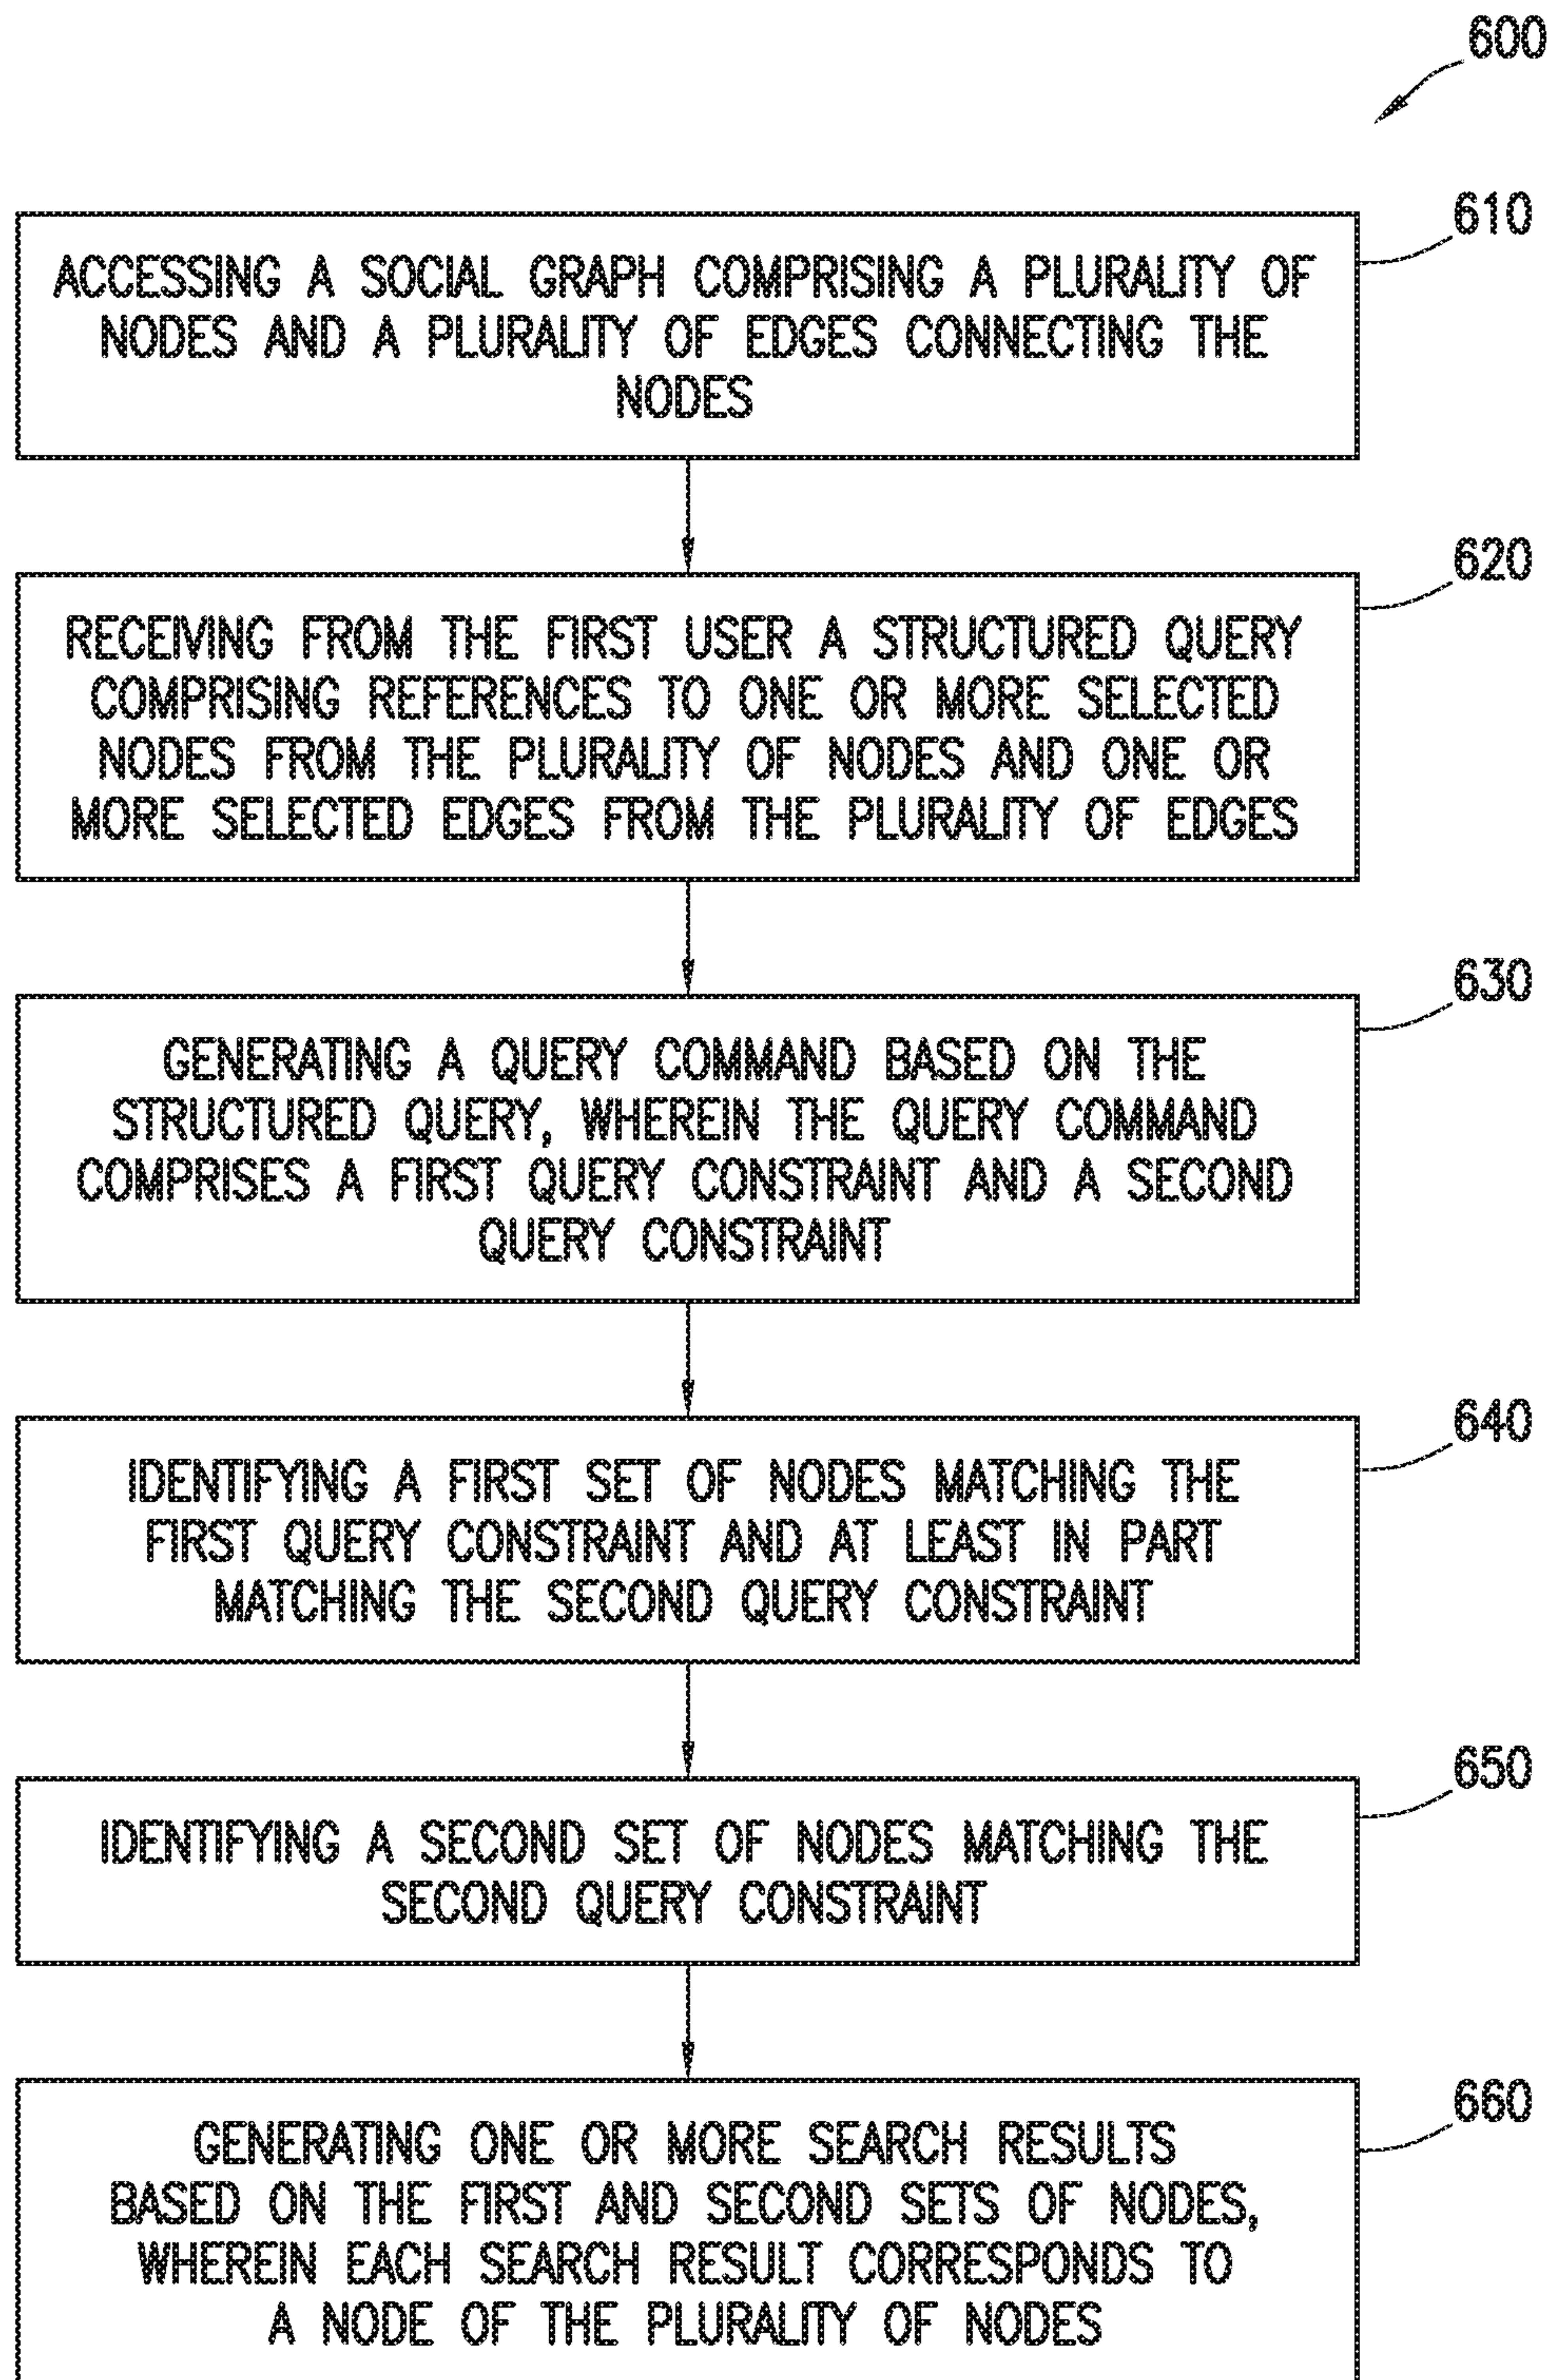 600
610
ACCESSING A SOCIAL GRAPH COMPRISING A PLURALITY OF
NODES AND A PLURALITY OF EDGES CONNECTING THE
NODES
620
RECEIVING FROM THE FIRST USER A STRUCTURED QUERY
COMPRISING REFERENCES TO ONE OR MORE SELECTED
NODES FROM THE PLURALITY OF NODES AND ONE OR
MORE SELECTED EDGES FROM THE PLURALITY OF EDGES
630
GENERATING A QUERY COMMAND BASED ON THE
STRUCTURED QUERY, WHEREIN THE QUERY COMMAND
COMPRISES A FIRST QUERY CONSTRAINT AND A SECOND
QUERY CONSTRAINT
640
IDENTIFYING A FIRST SET OF NODES MATCHING THE
FIRST QUERY CONSTRAINT AND AT LEAST IN PART
MATCHING THE SECOND QUERY CONSTRAINT
650
IDENTIFYING A SECOND SET OF NODES MATCHING THE
SECOND QUERY CONSTRAINT
660
GENERATING ONE OR MORE SEARCH RESULTS
BASED ON THE FIRST AND SECOND SETS OF NODES,
WHEREIN EACH SEARCH RESULT CORRESPONDS TO
A NODE OF THE PLURALITY OF NODES